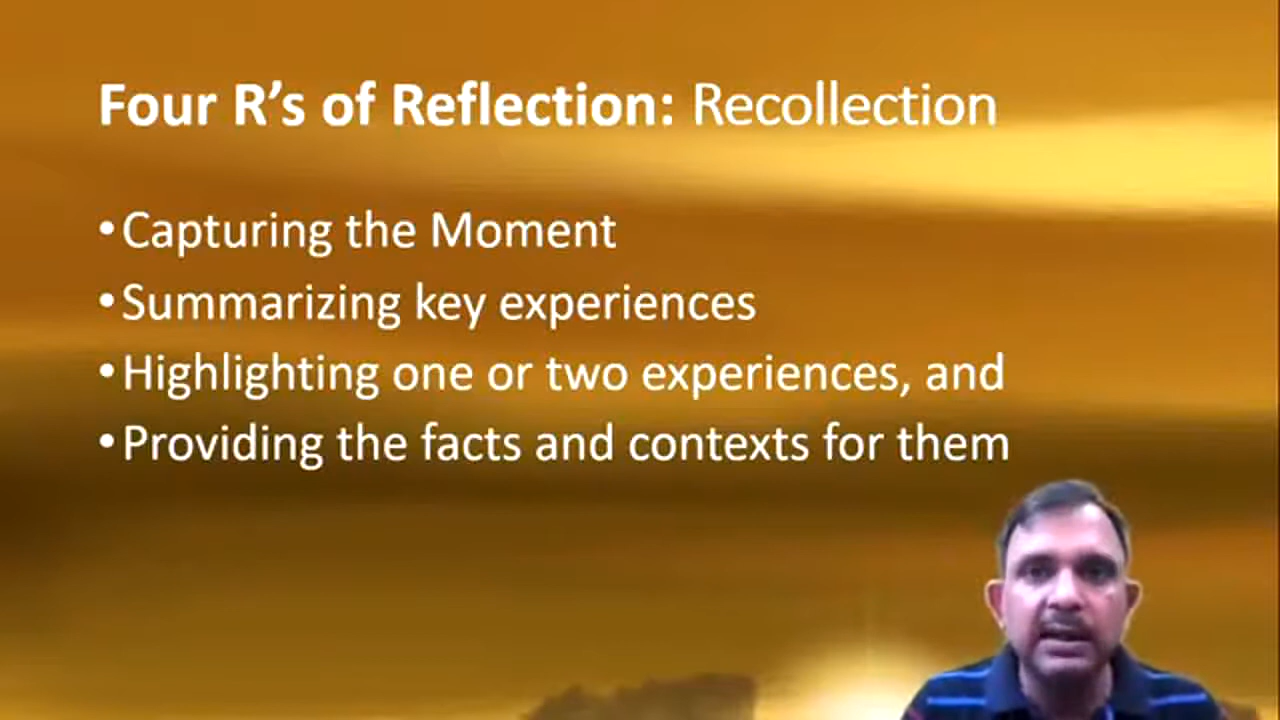 Four R’s of Reflection: Recollection
•Capturing the Moment
•Summarizing key experiences
•Highlighting one or two experiences, and
•Providing the facts and contexts for them